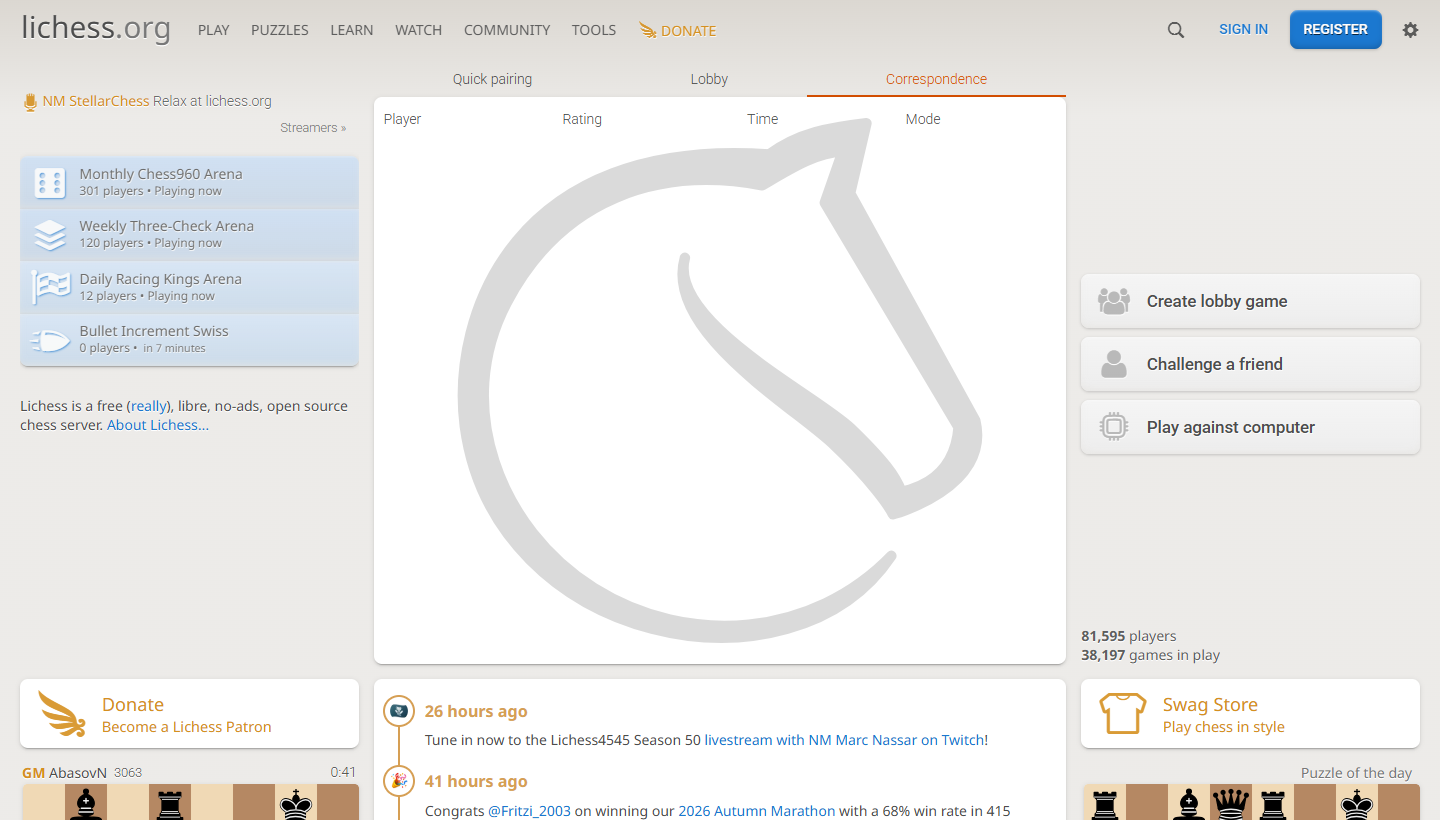 lichess.org
PLAY PUZZLES LEARN WATCH COMMUNITY TOOLS DONATE
SIGN IN REGISTER
NM StellarChess Relax at lichess.org
Streamers »
Monthly Chess960 Arena
301 players • Playing now
Weekly Three-Check Arena
120 players • Playing now
Daily Racing Kings Arena
12 players • Playing now
Bullet Increment Swiss
0 players • in 7 minutes
Lichess is a free (really), libre, no-ads, open source
chess server. About Lichess...
Quick pairing Lobby Correspondence
Player Rating Time Mode
Create lobby game
Challenge a friend
Play against computer
81,595 players
38,197 games in play
Donate
Become a Lichess Patron
GM AbasovN 3063 0:41
26 hours ago
Tune in now to the Lichess4545 Season 50 livestream with NM Marc Nassar on Twitch!
41 hours ago
Congrats @Fritzi_2003 on winning our 2026 Autumn Marathon with a 68% win rate in 415
Swag Store
Play chess in style
Puzzle of the day